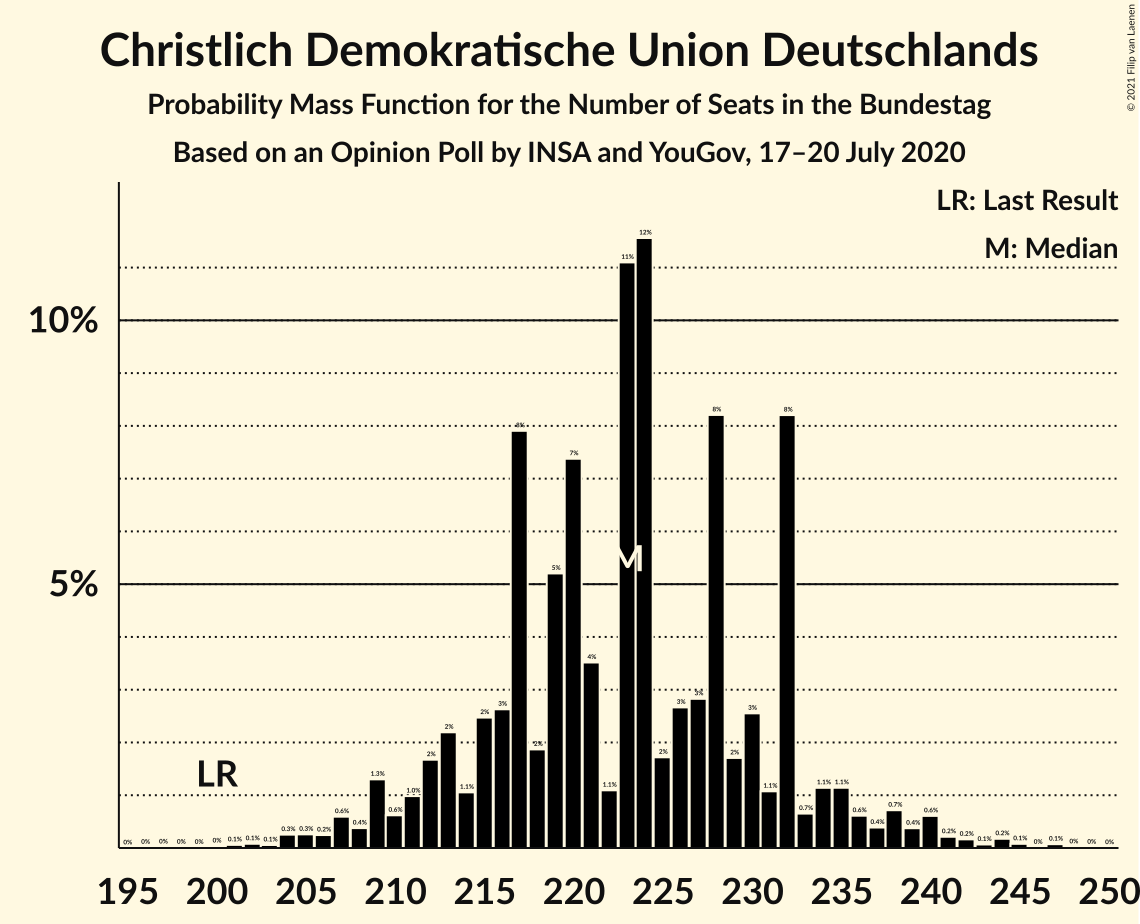 Christlich Demokratische Union Deutschlands
Probability Mass Function for the Number of Seats in the Bundestag
Based on an Opinion Poll by INSA and YouGov, 17–20 July 2020
© 2021 Filip van Laenen
LR: Last Result
M: Median
10%
5%
LR
M
0% 0% 0% 0% 0% 0% 0.1% 0.1% 0.1% 0.3% 0.3% 0.2% 0.6% 0.4% 1.3% 0.6% 1.0% 2% 2% 1.1% 2% 3% 8% 2% 5% 7% 4% 1.1% 11% 12% 2% 3% 3% 8% 2% 3% 1.1% 8% 0.7% 1.1% 1.1% 0.6% 0.4% 0.7% 0.4% 0.6% 0.2% 0.2% 0.1% 0.2% 0.1% 0% 0.1% 0% 0% 0%
195 200 205 210 215 220 225 230 235 240 245 250